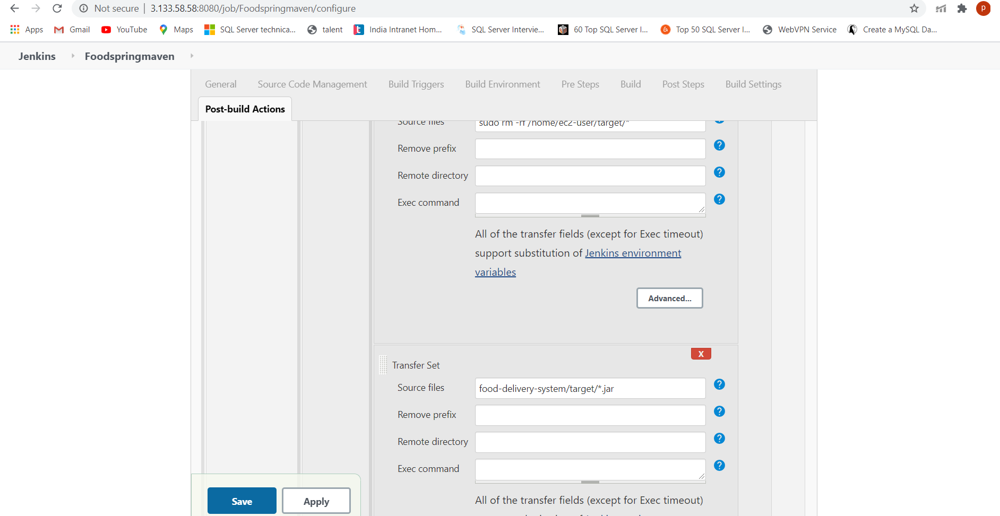 Not secure | 3.133.58.58:8080/job/Foodspringmaven/configure
p
Apps Gmail YouTube Maps SQL Server technica... talent India Intranet Hom... SQL Server Intervie... 60 Top SQL Server I... Top 50 SQL Server I... WebVPN Service Create a MySQL Da...
Jenkins Foodspringmaven
General Source Code Management Build Triggers Build Environment Pre Steps Build Post Steps Build Settings
Post-build Actions
Source files sudo rm -rf /home/ec2-user/target/*
Remove prefix ?
Remote directory ?
Exec command ?
All of the transfer fields (except for Exec timeout)
support substitution of Jenkins environment
variables
Advanced...
X
Transfer Set
Source files food-delivery-system/target/*.jar ?
Remove prefix ?
Remote directory ?
Exec command ?
Save Apply
All of the transfer fields (except for Exec timeout)